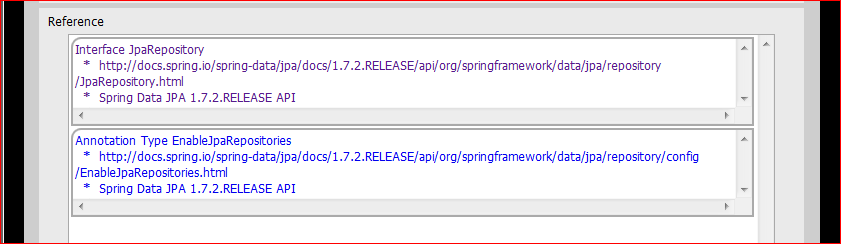 Reference
Interface JpaRepository
* http://docs.spring.io/spring-data/jpa/docs/1.7.2.RELEASE/api/org/springframework/data/jpa/repository
/JpaRepository.html
* Spring Data JPA 1.7.2.RELEASE API
Annotation Type EnableJpaRepositories
* http://docs.spring.io/spring-data/jpa/docs/1.7.2.RELEASE/api/org/springframework/data/jpa/repository/config
/EnableJpaRepositories.html
* Spring Data JPA 1.7.2.RELEASE API